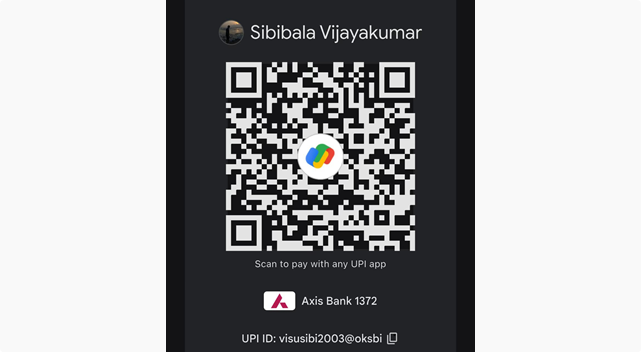 Sibibala Vijayakumar
Scan to pay with any UPI app
Axis Bank 1372
UPI ID: visusibi2003@oksbi